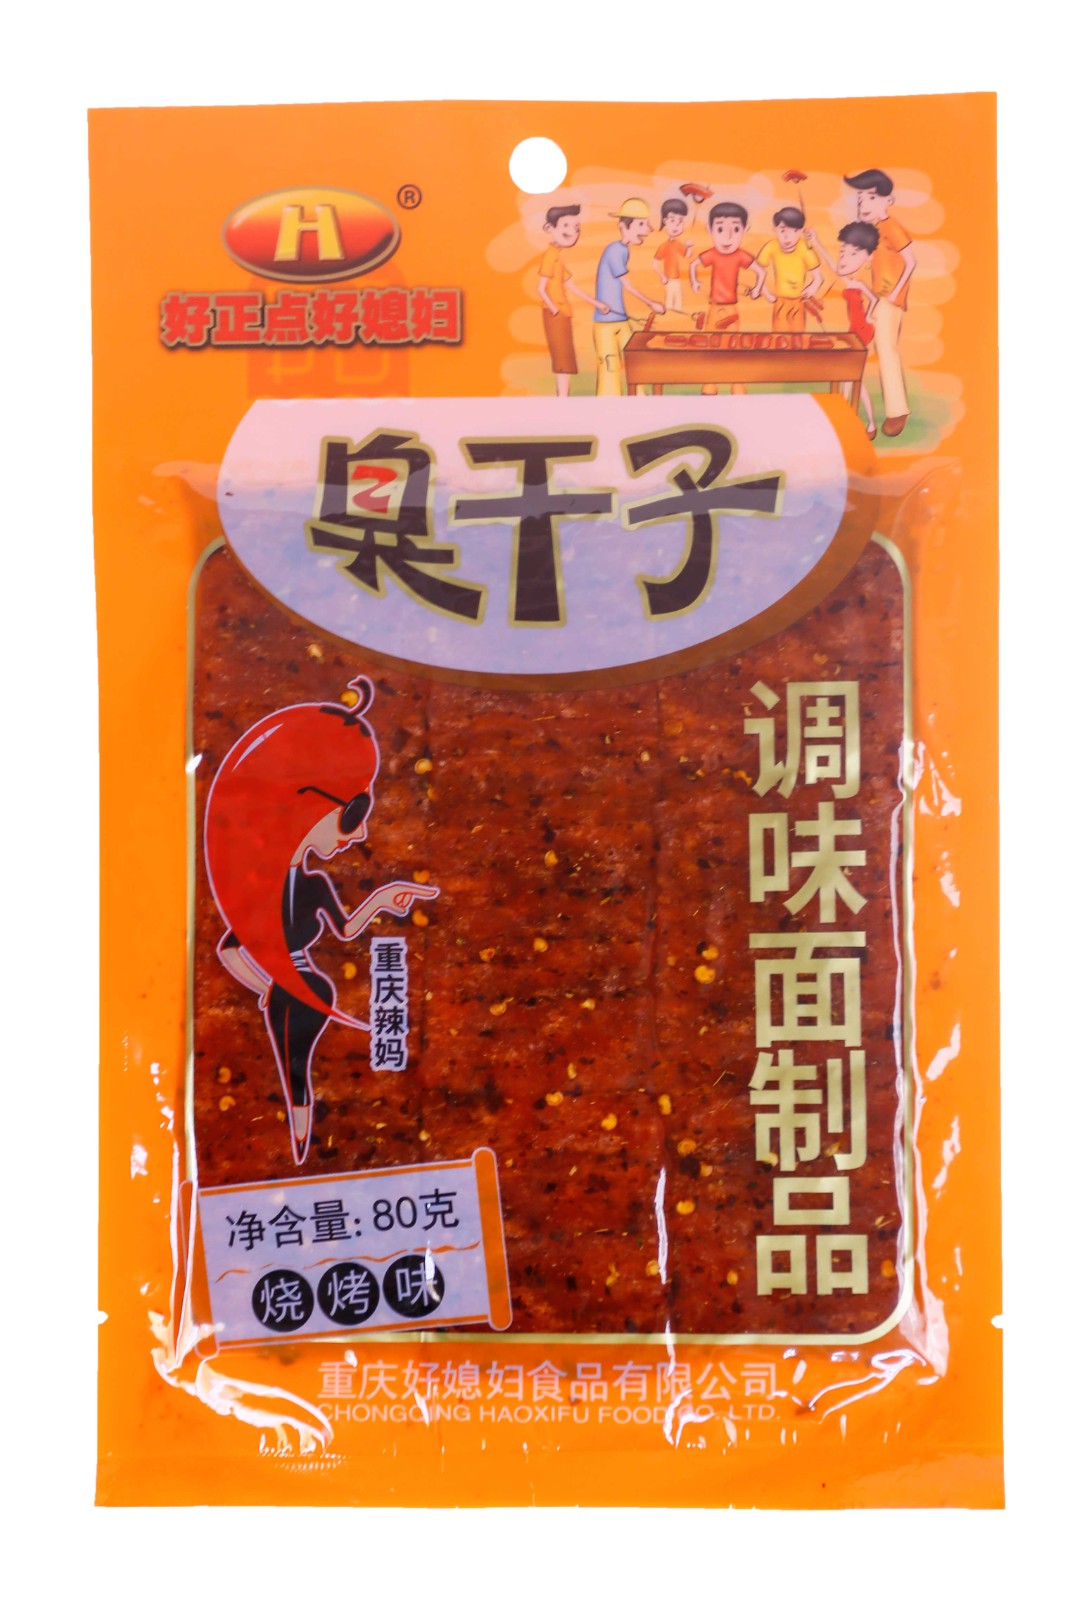 H
®
好正点好媳妇
臭干子
调味面制品
重庆辣妈
净含量: 80克
烧烤味
重庆好媳妇食品有限公司
CHONGQING HAOXIFU FOOD CO. LTD.